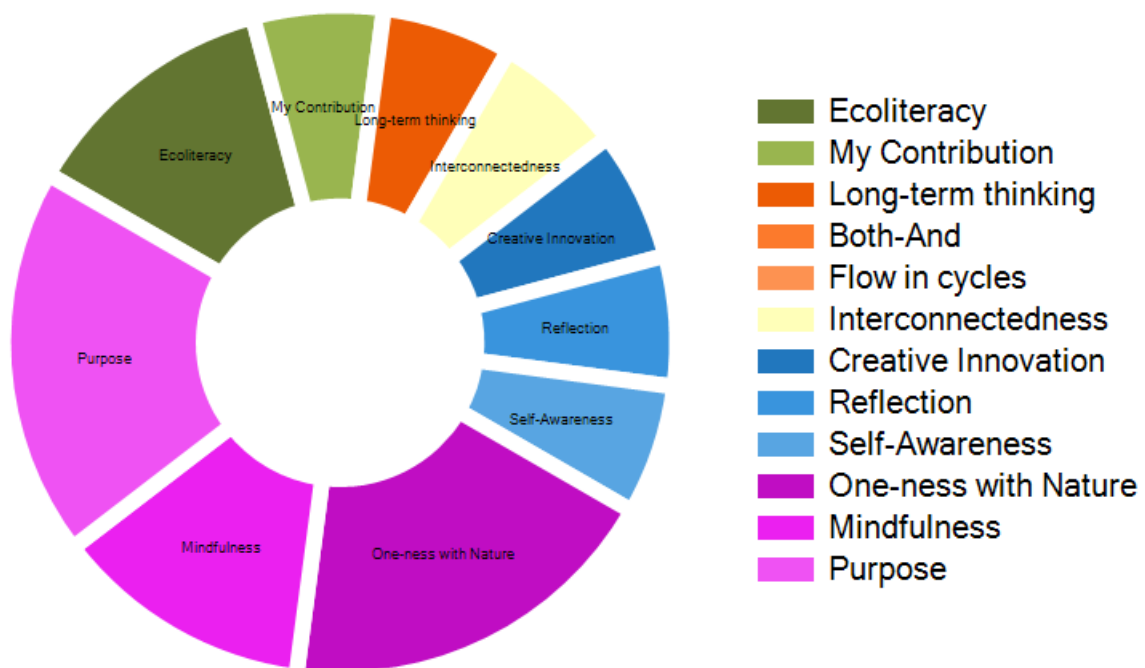 My Contribution
Long-term thinking
Ecoliteracy
Interconnectedness
Creative Innovation
Reflection
Purpose
Self-Awareness
Mindfulness
One-ness with Nature
Ecoliteracy
My Contribution
Long-term thinking
Both-And
Flow in cycles
Interconnectedness
Creative Innovation
Reflection
Self-Awareness
One-ness with Nature
Mindfulness
Purpose